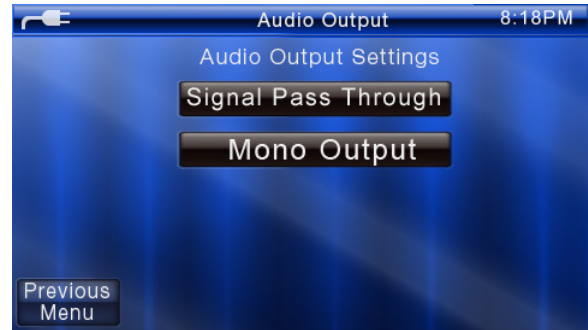 Audio Output
8:18PM
Audio Output Settings
Signal Pass Through
Mono Output
Previous
Menu